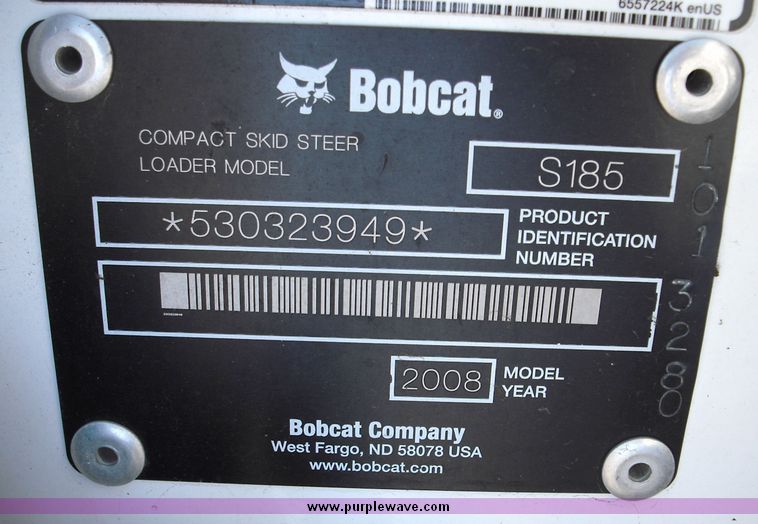 6557224K enUS
Bobcat.®
COMPACT SKID STEER
LOADER MODEL
S185
*530323949*
PRODUCT
IDENTIFICATION
NUMBER
2008
MODEL
YEAR
Bobcat Company
West Fargo, ND 58078 USA
www.bobcat.com
101 3280
www.purplewave.com